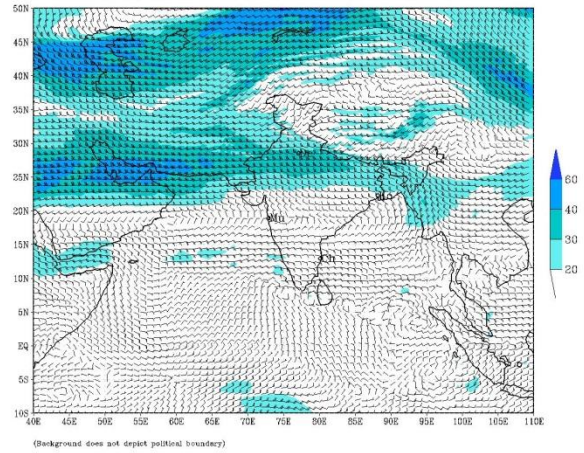 50N
45N
40N
35N
30N
25N
20N
15N
10N
5N
EQ
5S
10S
40E 45E 50E 55E 60E 65E 70E 75E 80E 85E 90E 95E 100E 105E 110E
Mu
Ch
60
40
30
20
(Background does not depict political boundary)